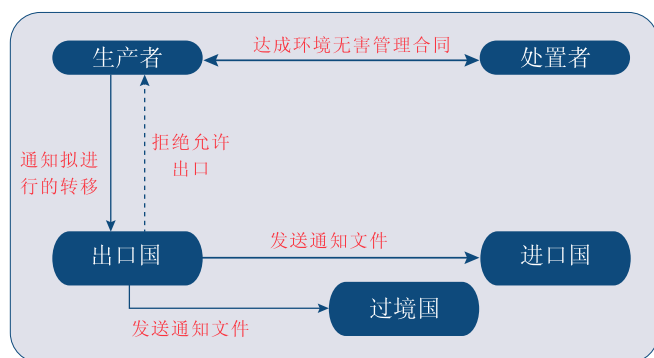 达成环境无害管理合同
生产者
处置者
拒绝允许
出口
通知拟进
行的转移
出口国
发送通知文件
进口国
过境国
发送通知文件